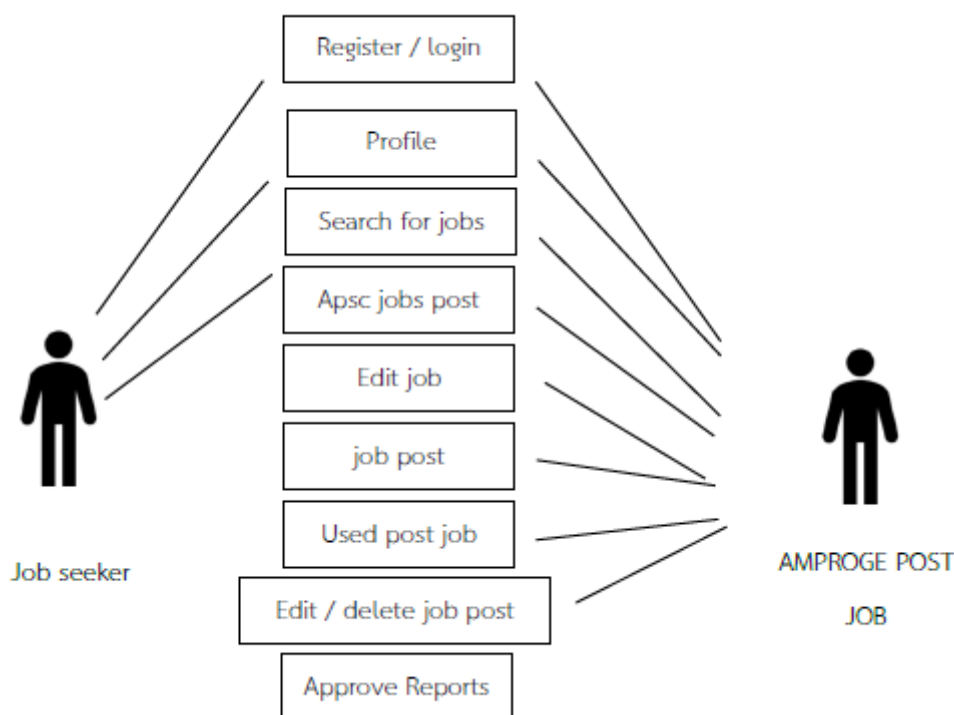 Register / login
Profile
Search for jobs
Apsc jobs post
Edit job
job post
Used post job
Edit / delete job post
Approve Reports
Job seeker
AMPROGE POST
JOB